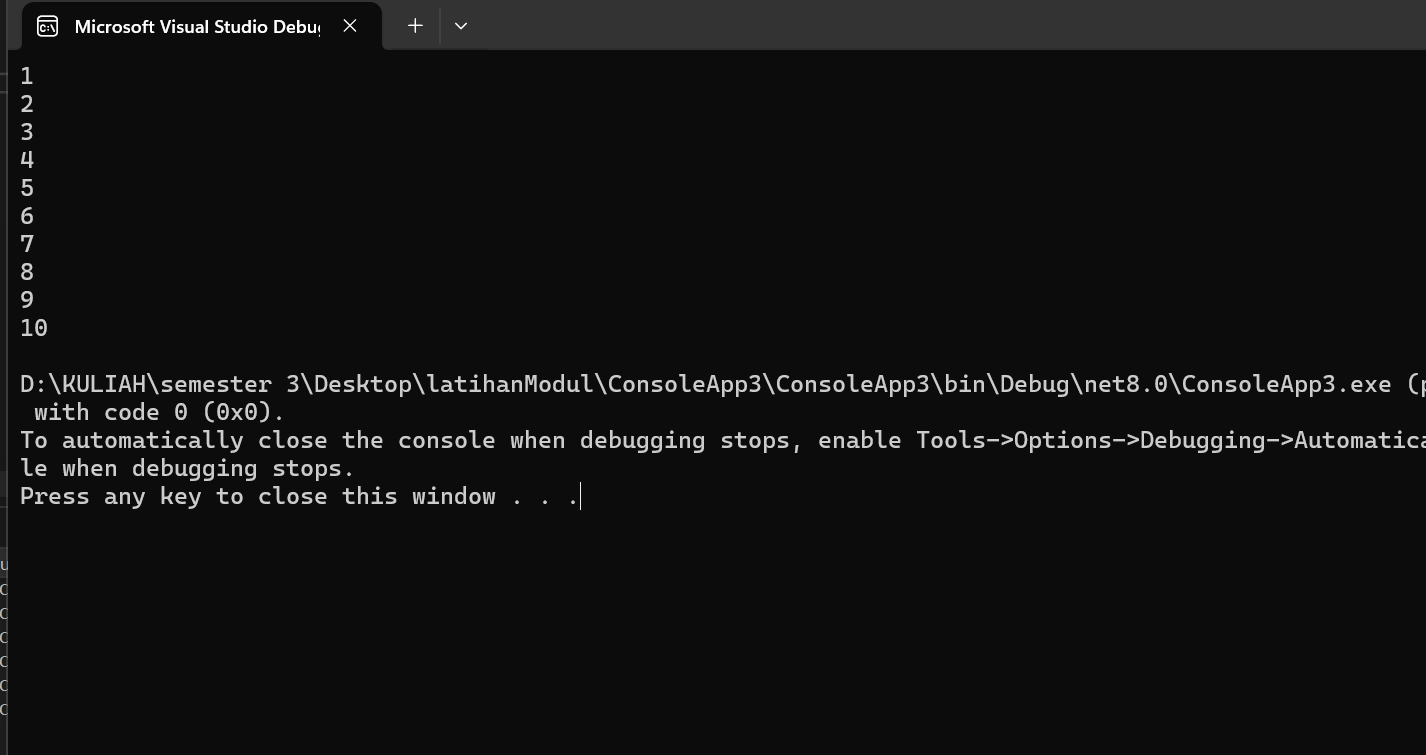 Microsoft Visual Studio
1
2
3
4
5
6
7
8
9
10
D:\KULIAH\semester 3\Desktop\latihanModul\ConsoleApp3\ConsoleApp3\bin\Debug\net8.0\ConsoleApp3.exe
with code 0 (0x0).
To automatically close the console when debugging stops, enable Tools->Options->Debugging->
le when debugging stops.
Press any key to close this window . . .